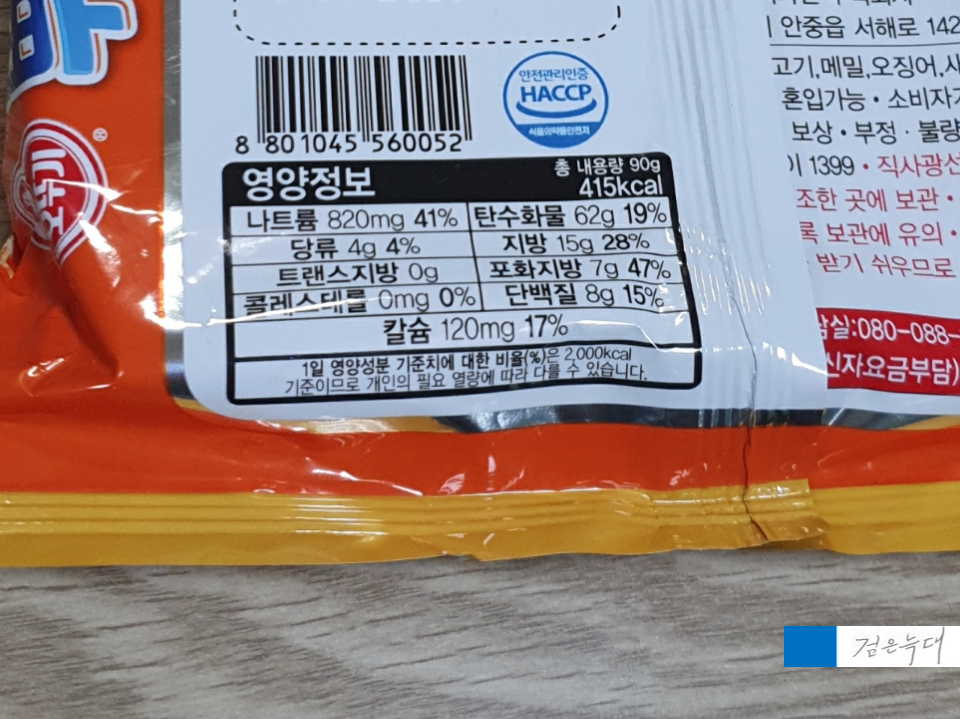 안중읍 서해로 142
고기,메밀,오징어,
혼입가능 • 소비자
보상 • 부정 · 불량
1399 • 직사광선
조한 곳에 보관 •
록 보관에 유의 •
받기 쉬우므로
실:080-088-
신자요금부담)
안전관리인증
HACCP
식품의약품안전처
8 801045 560052
오뚜기
®
영양정보
총 내용량 90g
415kcal
나트륨 820mg 41% 탄수화물 62g 19%
당류 4g 4% 지방 15g 28%
트랜스지방 0g 포화지방 7g 47%
콜레스테롤 0mg 0% 단백질 8g 15%
칼슘 120mg 17%
1일 영양성분 기준치에 대한 비율(%)은 2,000kcal
기준이므로 개인의 필요 열량에 따라 다를 수 있습니다.
검은늑대